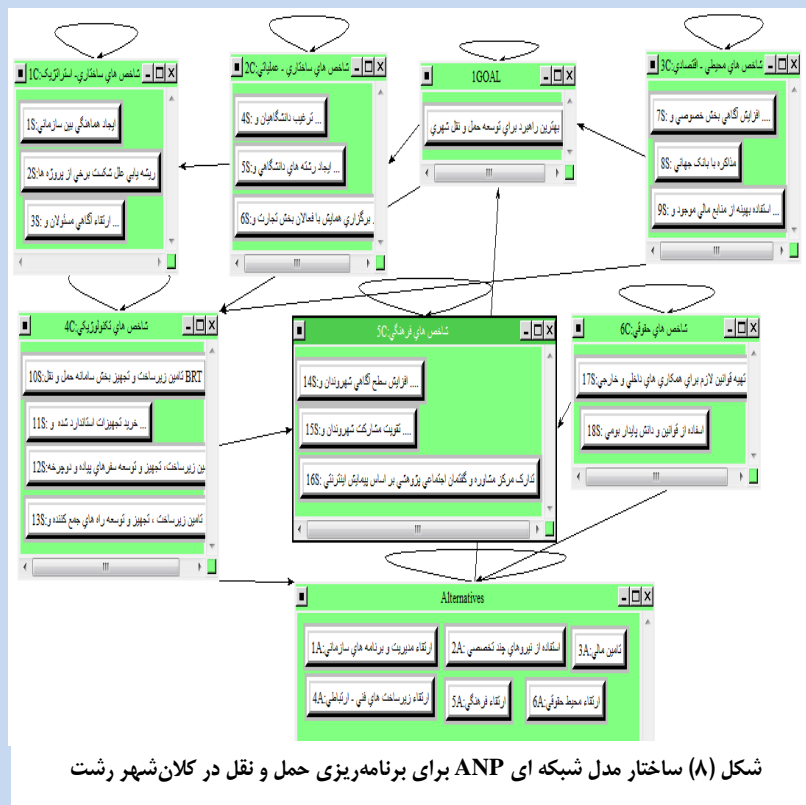 شاخص هاي ساختاري- استراتژيک:1C
ايجاد هماهنگي بين سازماني:1S
ريشه يابي علل شکست برخي از پروژه ها:2S
... ارتقاء آگاهي مسئولان و :3S
شاخص هاي ساختاري - عملياتي:2C
... ترغيب دانشگاهيان و :4S
... ايجاد رشته هاي دانشگاهي و:5S
برگزاري همايش با فعالان بخش تجارت و:6S
1GOAL
بهترين راهبرد براي توسعه حمل و نقل شهري
شاخص هاي محيطي - اقتصادي:3C
.... افزايش آگاهي بخش خصوصي و :7S
مذاکره با بانک جهاني :8S
... استفاده بهينه از منابع مالي موجود و :9S
شاخص هاي تکنولوژيکي:4C
BRT تامين زيرساخت و تجهيز بخش سامانه حمل و نقل:10S
... خريد تجهيزات استاندارد شده و :11S
ين زيرساخت، تجهيز و توسعه سفرهاي پياده و دوچرخه:12S
تامين زيرساخت ، تجهيز و توسعه راه هاي جمع کننده و:13S
شاخص هاي فرهنگي:5C
.... افزايش سطح آگاهي شهروندان و:14S
.... تقويت مشارکت شهروندان و:15S
تدارک مرکز مشاوره و گفتمان اجتماعي پژوهشي بر اساس پيمايش اينترنتي :16S
شاخص هاي حقوقي:6C
تهيه قوانين لازم براي همکاري هاي داخلي و خارجي:17S
اسفاده از قوانين و دانش پايدار بومي :18S
Alternatives
ارتقاء مديريت و برنامه هاي سازماني:1A
استفاده از نيروهاي چند تخصصي :2A
تامين مالي:3A
ارتقاء زيرساخت هاي فني - ارتباطي:4A
ارتقاء فرهنگي:5A
ارتقاء محيط حقوقي:6A
شکل (۸) ساختار مدل شبکه ای ANP برای برنامه‌ریزی حمل و نقل در کلان‌شهر رشت